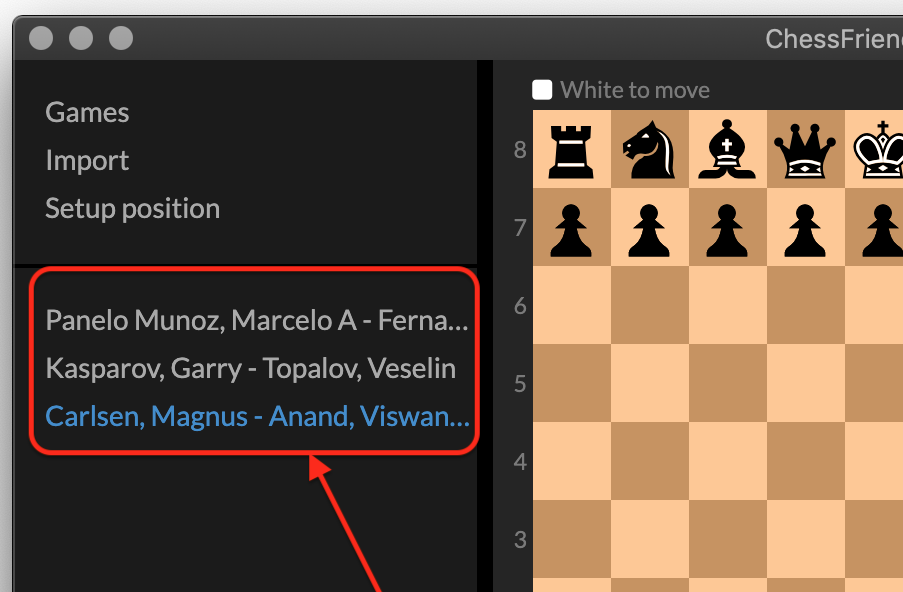 ChessFrien
Games
Import
Setup position
Panelo Munoz, Marcelo A - Ferna...
Kasparov, Garry - Topalov, Veselin
Carlsen, Magnus - Anand, Viswan...
White to move
8
7
6
5
4
3